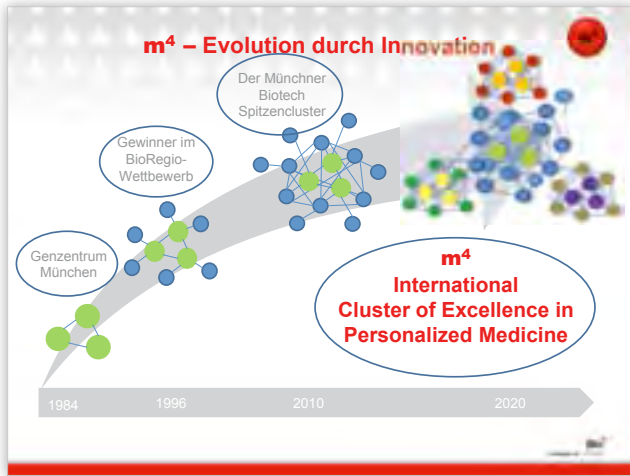 m⁴ – Evolution durch Innovation
m⁴
Der Münchner
Biotech
Spitzencluster
Gewinner im
BioRegio-
Wettbewerb
Genzentrum
München
m⁴
International
Cluster of Excellence in
Personalized Medicine
1984
1996
2010
2020